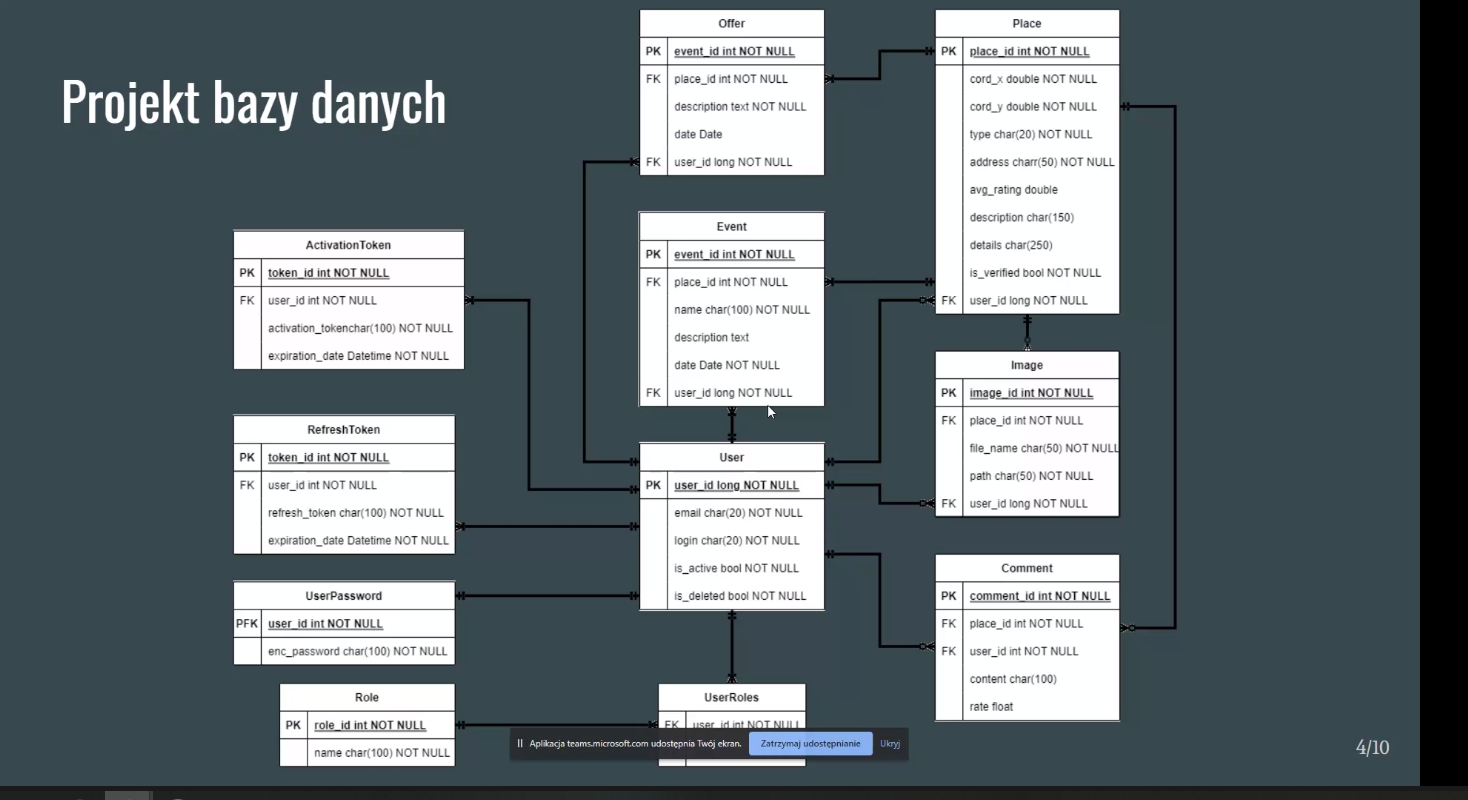 Projekt bazy danych
Offer
PK event_id int NOT NULL
FK place_id int NOT NULL
description text NOT NULL
date Date
FK user_id long NOT NULL
Place
PK place_id int NOT NULL
cord_x double NOT NULL
cord_y double NOT NULL
type char(20) NOT NULL
address charr(50) NOT NULL
avg_rating double
description char(150)
details char(250)
is_verified bool NOT NULL
FK user_id long NOT NULL
Event
PK event_id int NOT NULL
FK place_id int NOT NULL
name char(100) NOT NULL
description text
date Date NOT NULL
FK user_id long NOT NULL
ActivationToken
PK token_id int NOT NULL
FK user_id int NOT NULL
activation_tokenchar(100) NOT NULL
expiration_date Datetime NOT NULL
Image
PK image_id int NOT NULL
FK place_id int NOT NULL
file_name char(50) NOT NULL
path char(50) NOT NULL
FK user_id long NOT NULL
RefreshToken
PK token_id int NOT NULL
FK user_id int NOT NULL
refresh_token char(100) NOT NULL
expiration_date Datetime NOT NULL
User
PK user_id long NOT NULL
email char(20) NOT NULL
login char(20) NOT NULL
is_active bool NOT NULL
is_deleted bool NOT NULL
Comment
PK comment_id int NOT NULL
FK place_id int NOT NULL
FK user_id int NOT NULL
content char(100)
rate float
UserPassword
PFK user_id int NOT NULL
enc_password char(100) NOT NULL
Role
PK role_id int NOT NULL
name char(100) NOT NULL
UserRoles
FK user_id int NOT NULL
Aplikacja teams.microsoft.com udostępnia Twój ekran. Zatrzymaj udostępnianie Ukryj
4/10